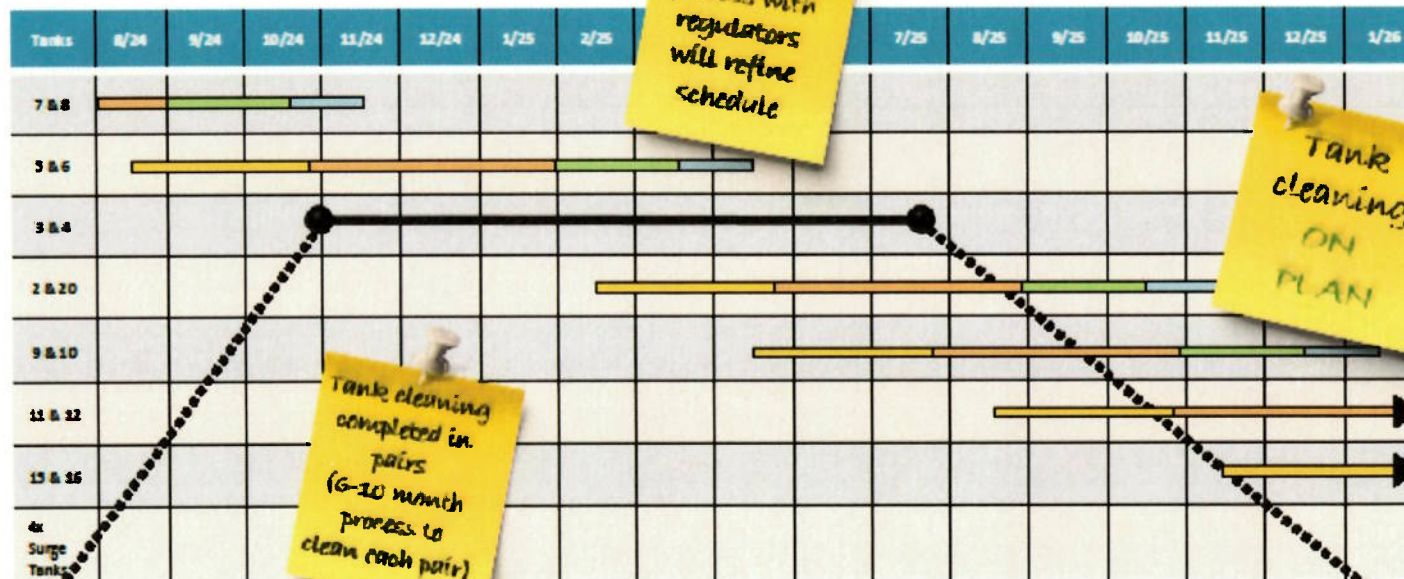 Tanks 8/24 9/24 10/24 11/24 12/24 1/25 2/25 7/25 8/25 9/25 10/25 11/25 12/25 1/26
with
regulators
will refine
schedule
7 & 8
5 & 6
3 & 4
2 & 20
9 & 10
11 & 12
15 & 16
4x
Surge
Tanks
Tank
cleaning
ON
PLAN
Tank cleaning
completed in
pairs
(6-10 month
process to
clean each pair)